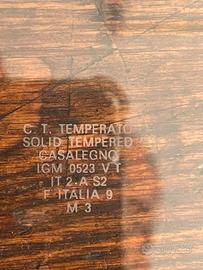 C. T. TEMPERATO
SOLID TEMPERED
CASALEGNO
IGM 0523 V T
IT 2·A S2
F ITALIA 9
M 3